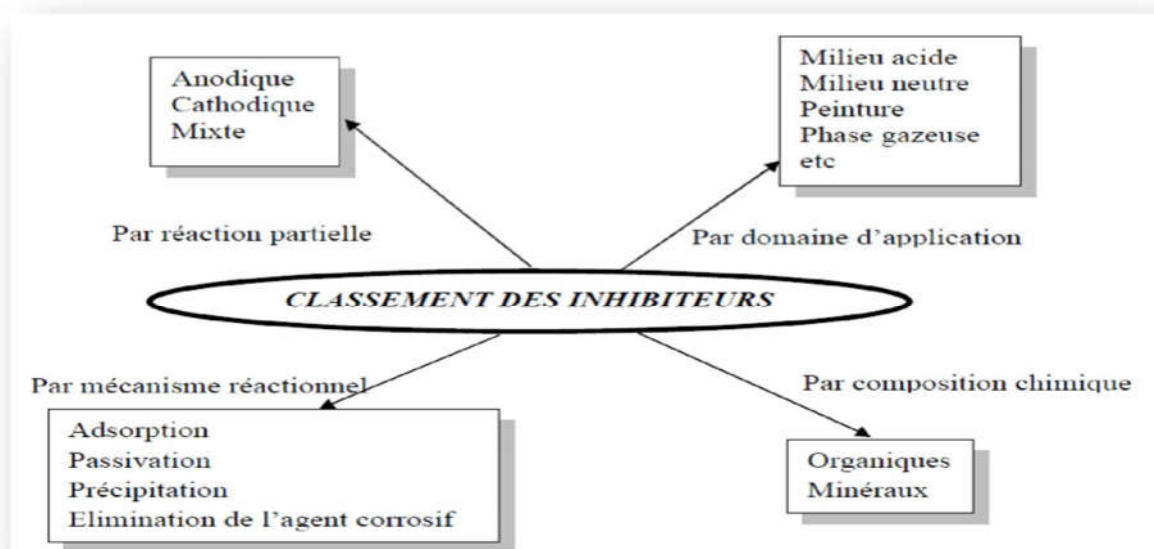 Anodique
Cathodique
Mixte
Milieu acide
Milieu neutre
Peinture
Phase gazeuse
etc
Par réaction partielle
Par domaine d'application
CLASSEMENT DES INHIBITEURS
Par mécanisme réactionnel
Par composition chimique
Adsorption
Passivation
Précipitation
Elimination de l'agent corrosif
Organiques
Minéraux